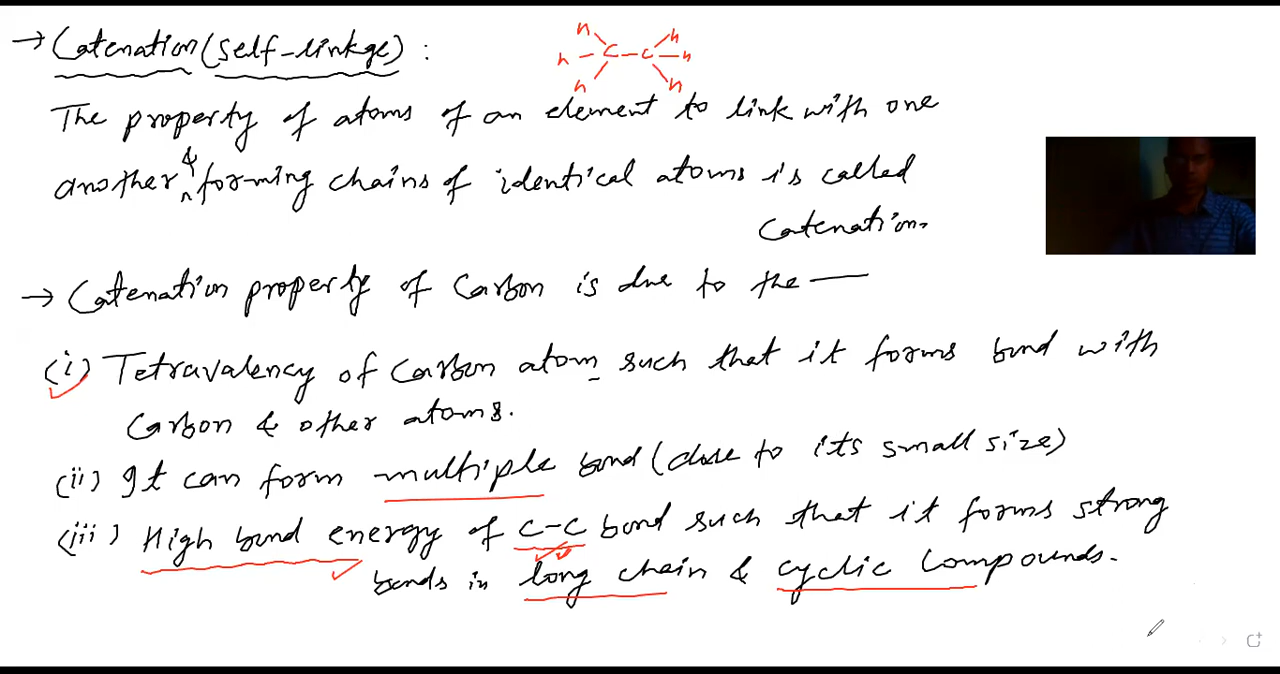 → Catenation (self-linkge) :
h h
h - C - C - h
h h
The property of atoms of an element to link with one
another & forming chains of identical atoms is called
Catenation.
→ Catenation property of Carbon is due to the —
(i) Tetravalency of Carbon atom such that it forms bond with
Carbon & other atoms.
(ii) It can form multiple bond (due to its small size)
(iii) High bond energy of C-C bond such that it forms strong
bonds in long chain & cyclic Compounds.